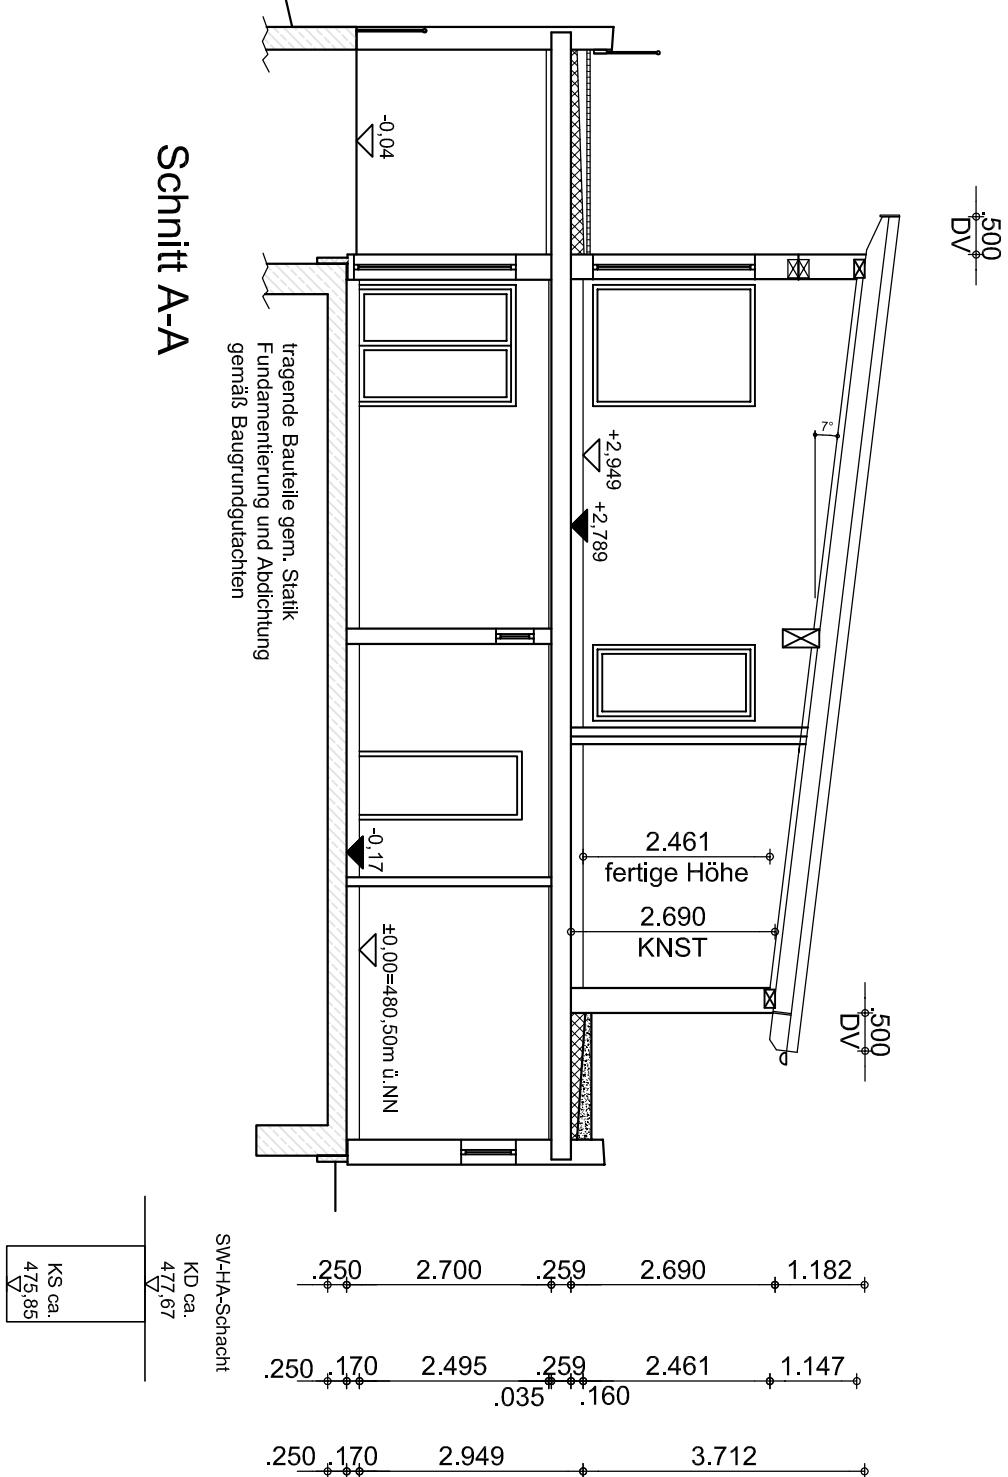 .500
DV
-0,04
Schnitt A-A
tragende Bauteile gem. Statik
Fundamentierung und Abdichtung
gemäß Baugrundgutachten
7°
+2,949
+2,789
2.461
fertige Höhe
-0,17
2.690
KNST
±0,00=480,50m ü.NN
.500
DV
SW-HA-Schacht
KD ca.
477,67
KS ca.
475,85
.250 2.700 .259 2.690 1.182
.250 .170 2.495 .259 2.461 1.147
.035 .160
.250 .170 2.949 3.712